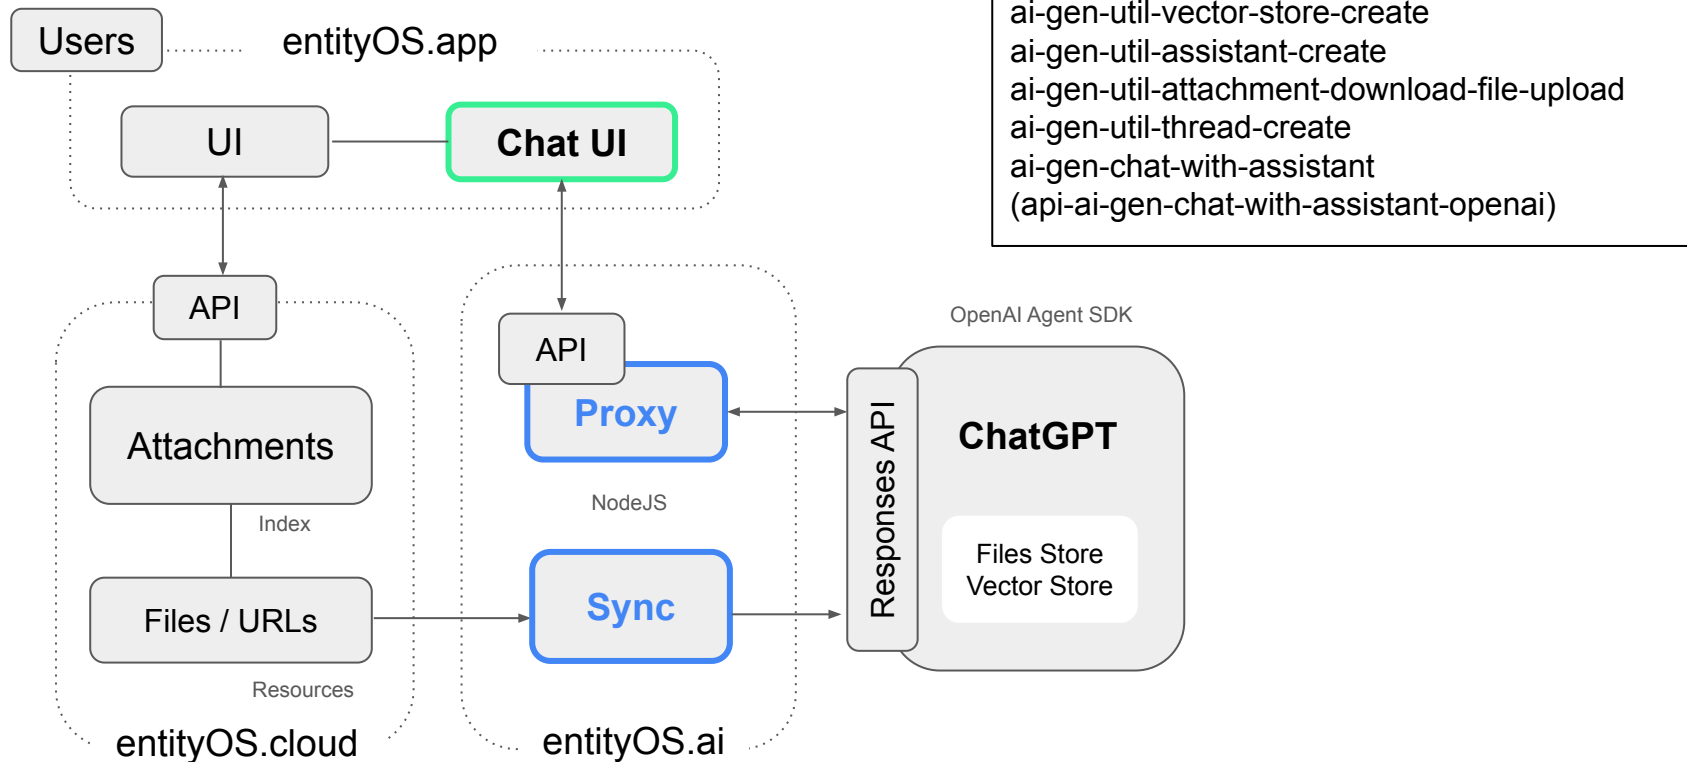 Users
entityOS.app
UI
Chat UI
ai-gen-util-vector-store-create
ai-gen-util-assistant-create
ai-gen-util-attachment-download-file-upload
ai-gen-util-thread-create
ai-gen-chat-with-assistant
(api-ai-gen-chat-with-assistant-openai)
API
Attachments
Index
Files / URLs
Resources
entityOS.cloud
API
Proxy
NodeJS
Sync
entityOS.ai
OpenAI Agent SDK
Responses API
ChatGPT
Files Store
Vector Store